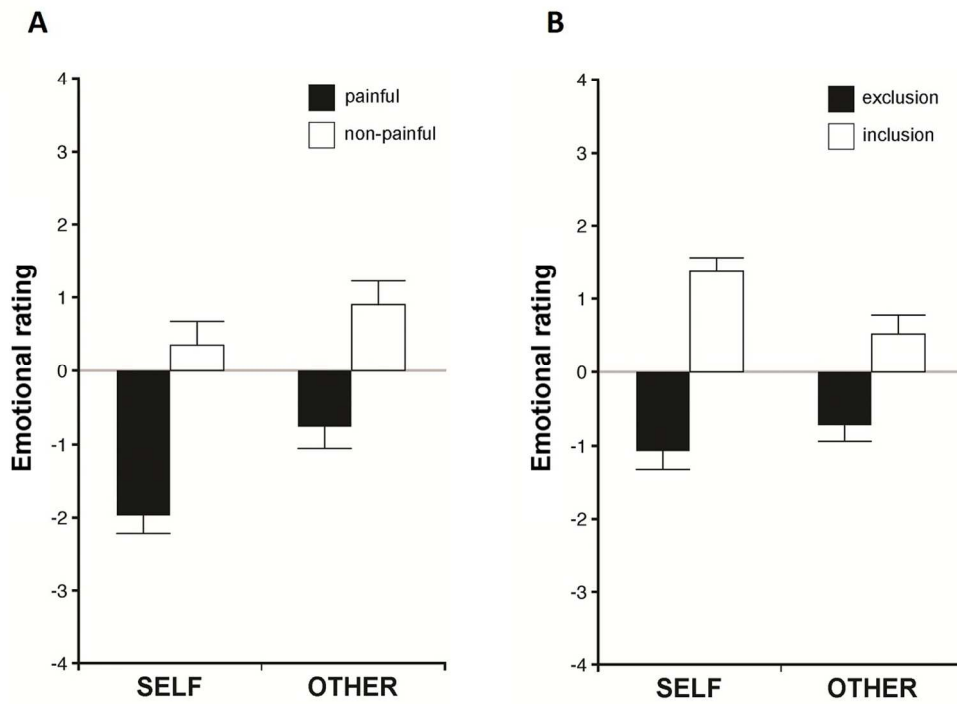 A
4
3
2
1
0
-1
-2
-3
-4
Emotional rating
painful
non-painful
SELF
OTHER
B
4
3
2
1
0
-1
-2
-3
-4
Emotional rating
exclusion
inclusion
SELF
OTHER